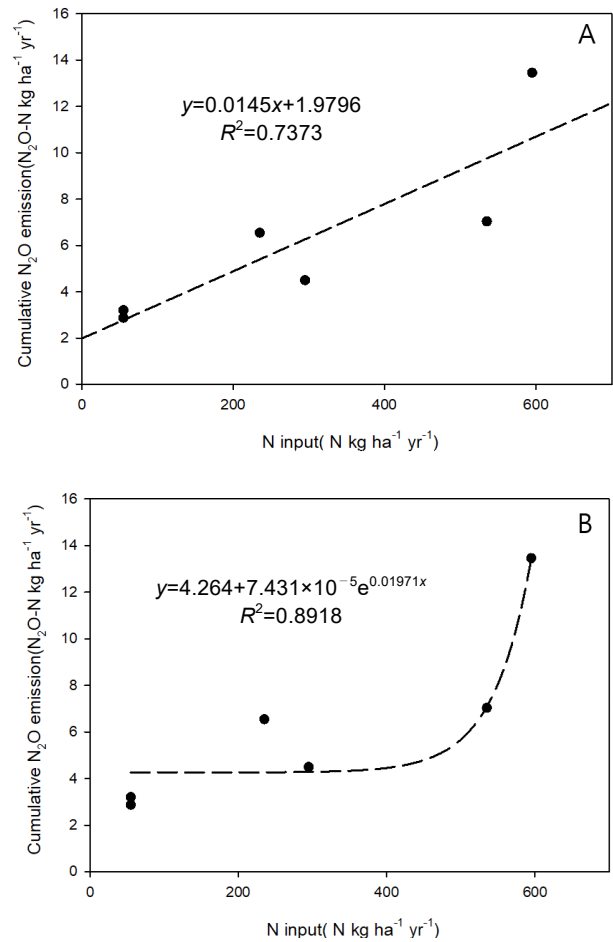 A
16
14
12
10
8
6
4
2
0
Cumulative N₂O emission(N₂O-N kg ha⁻¹ yr⁻¹)
y=0.0145x+1.9796
R²=0.7373
0 200 400 600
N input( N kg ha⁻¹ yr⁻¹)
B
16
14
12
10
8
6
4
2
0
Cumulative N₂O emission(N₂O-N kg ha⁻¹ yr⁻¹)
y=4.264+7.431×10⁻⁵e⁰·⁰¹⁹⁷¹ˣ
R²=0.8918
0 200 400 600
N input( N kg ha⁻¹ yr⁻¹)